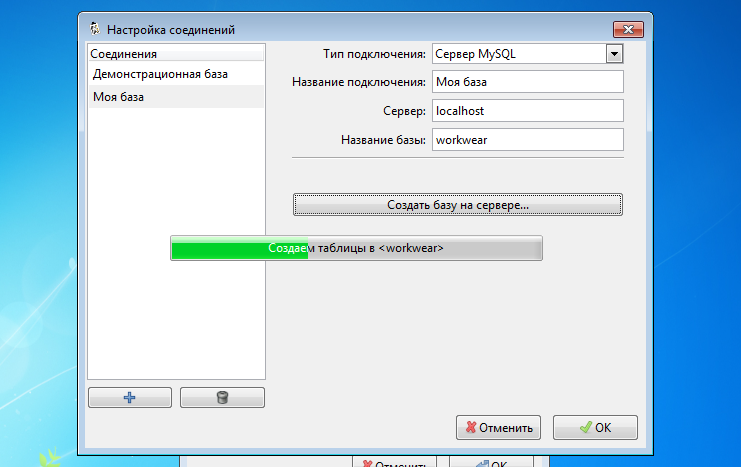 Настройка соединений
Соединения
Демонстрационная база
Моя база
Тип подключения: Сервер MySQL
Название подключения: Моя база
Сервер: localhost
Название базы: workwear
Создать базу на сервере...
Создаем таблицы в <workwear>
Отменить OK
Отменить OK